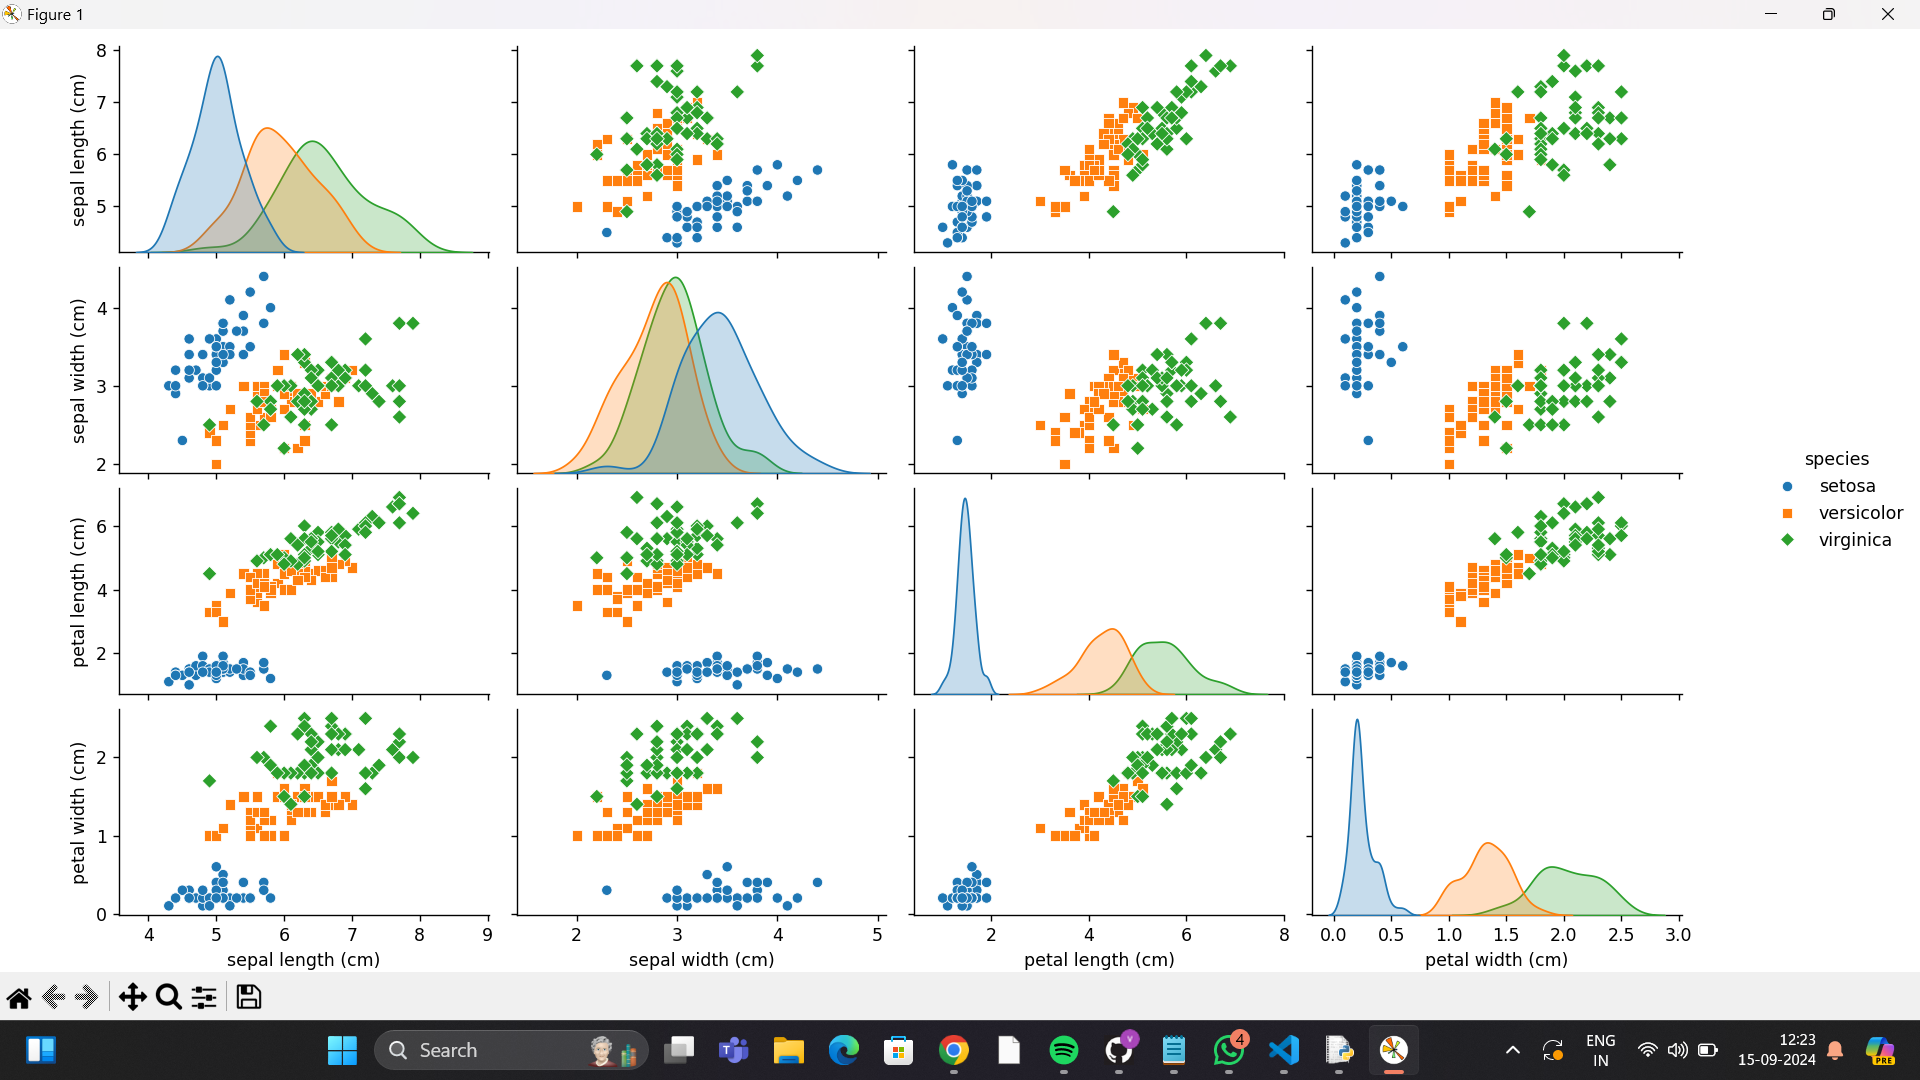 Figure 1
8
7
6
5
sepal length (cm)
4
3
2
sepal width (cm)
6
4
2
petal length (cm)
2
1
0
petal width (cm)
4 5 6 7 8 9
sepal length (cm)
2 3 4 5
sepal width (cm)
2 4 6 8
petal length (cm)
0.0 0.5 1.0 1.5 2.0 2.5 3.0
petal width (cm)
species
setosa
versicolor
virginica
Search
T
V
4
ENG
IN
12:23
15-09-2024
PRE